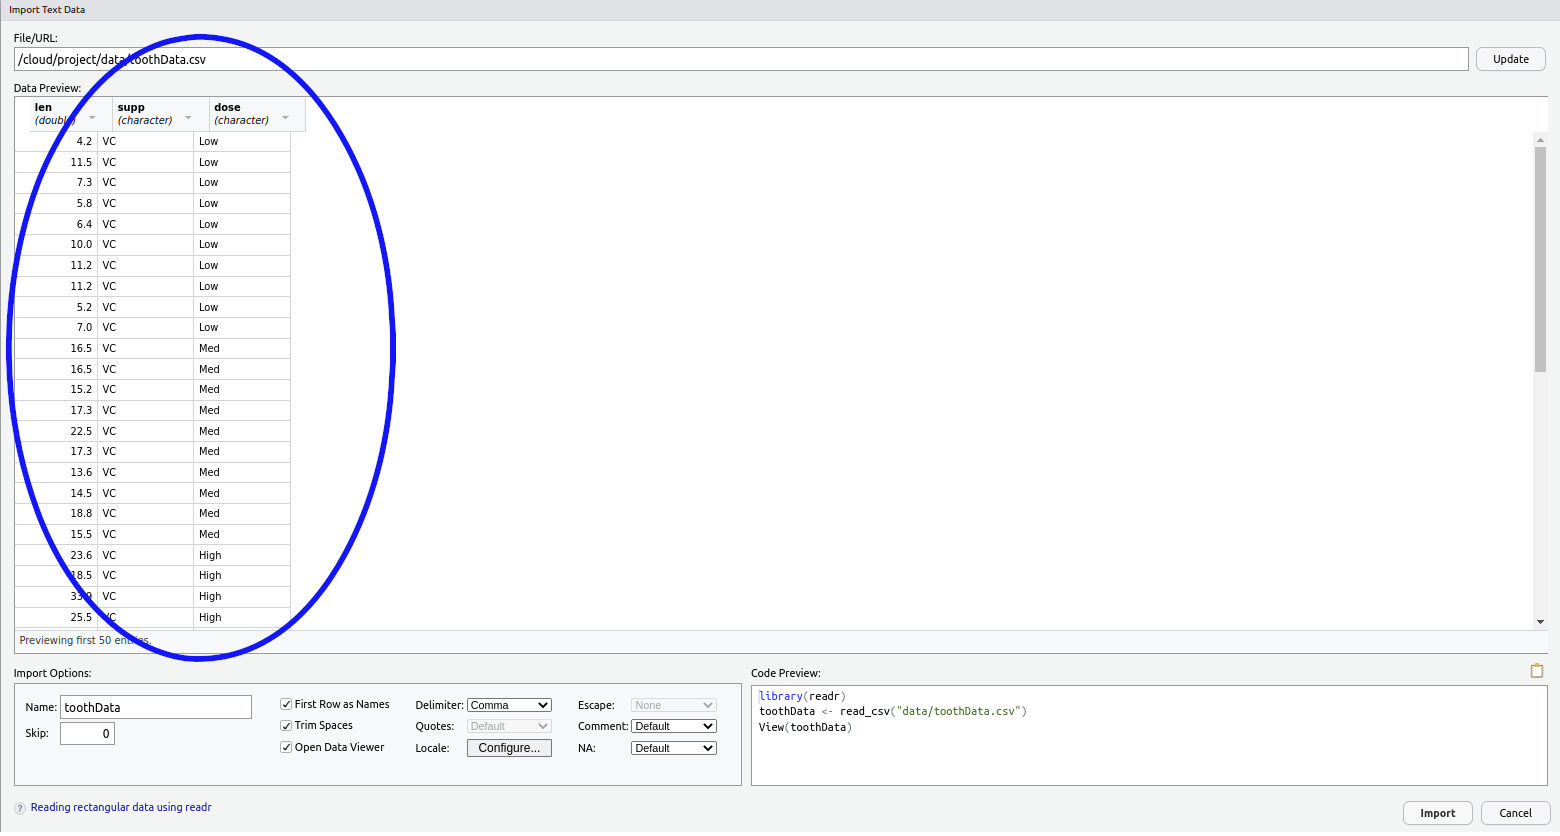 Import Text Data
File/URL:
/cloud/project/data/toothData.csv
Update
Data Preview:
len supp dose
(double) (character) (character)
4.2 VC Low
11.5 VC Low
7.3 VC Low
5.8 VC Low
6.4 VC Low
10.0 VC Low
11.2 VC Low
11.2 VC Low
5.2 VC Low
7.0 VC Low
16.5 VC Med
16.5 VC Med
15.2 VC Med
17.3 VC Med
22.5 VC Med
17.3 VC Med
13.6 VC Med
14.5 VC Med
18.8 VC Med
15.5 VC Med
23.6 VC High
18.5 VC High
33.9 VC High
25.5 VC High
Previewing first 50 entries.
Import Options:
Name: toothData
Skip: 0
First Row as Names
Trim Spaces
Open Data Viewer
Delimiter: Comma
Quotes: Default
Locale: Configure...
Escape: None
Comment: Default
NA: Default
Code Preview:
library(readr)
toothData <- read_csv("data/toothData.csv")
View(toothData)
? Reading rectangular data using readr
Import
Cancel